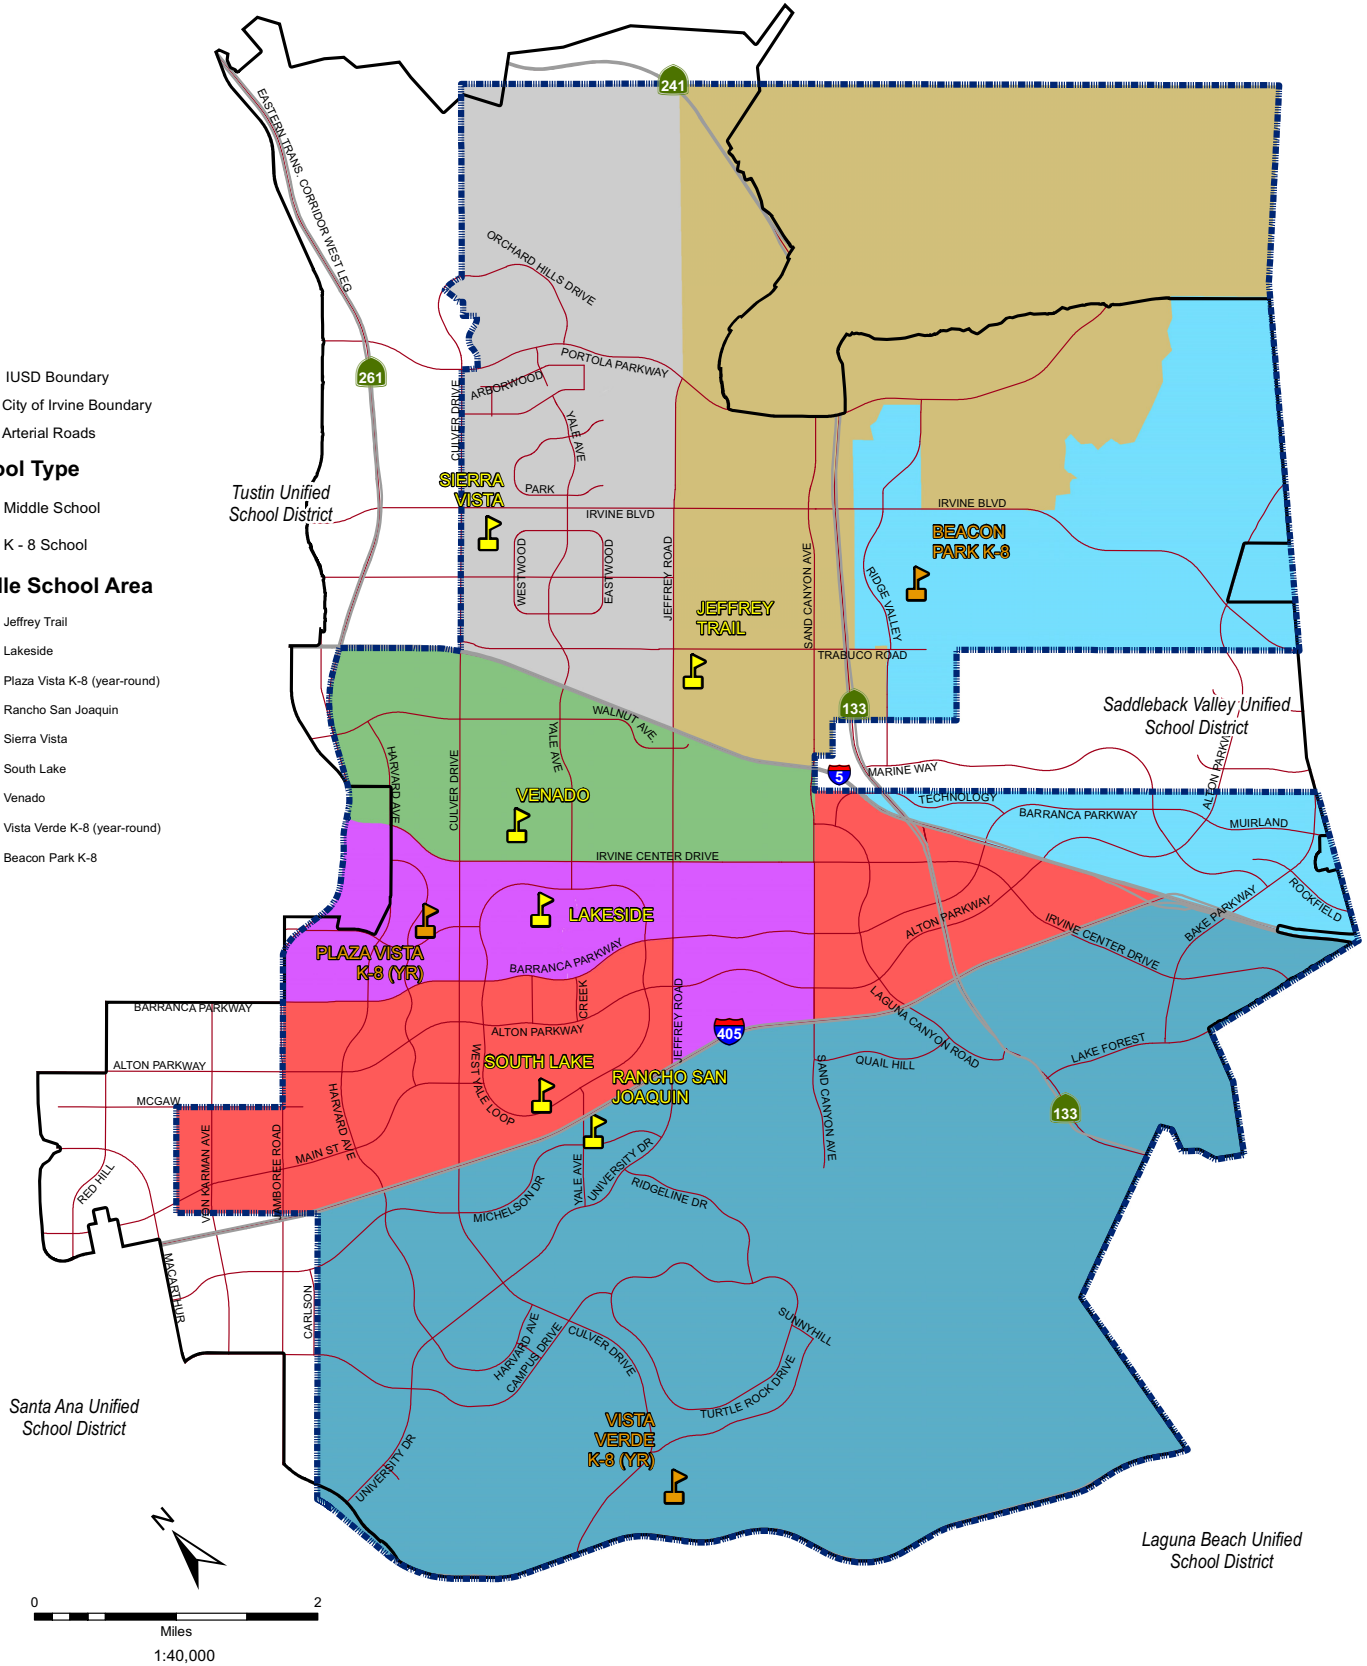 241
EASTERN TRANS. CORRIDOR WEST LEG
ORCHARD HILLS DRIVE
PORTOLA PARKWAY
261
IUSD Boundary
City of Irvine Boundary
Arterial Roads
ool Type
Middle School
K - 8 School
dle School Area
Jeffrey Trail
Lakeside
Plaza Vista K-8 (year-round)
Rancho San Joaquin
Sierra Vista
South Lake
Venado
Vista Verde K-8 (year-round)
Beacon Park K-8
ARBORWOOD
CULVER DRIVE
YALE AVE
Tustin Unified
School District
SIERRA
VISTA
PARK
IRVINE BLVD
IRVINE BLVD
BEACON
PARK K-8
WESTWOOD
EASTWOOD
JEFFREY ROAD
SAND CANYON AVE
RIDGE VALLEY
JEFFREY
TRAIL
TRABUCO ROAD
133
Saddleback Valley Unified
School District
WALNUT AVE.
YALE AVE
HARVARD AVE
CULVER DRIVE
5
MARINE WAY
ALTON PARKW
TECHNOLOGY
BARRANCA PARKWAY
MUIRLAND
VENADO
IRVINE CENTER DRIVE
ROCKFIELD
BAKE PARKWAY
LAKESIDE
ALTON PARKWAY
IRVINE CENTER DRIVE
PLAZA VISTA
K-8 (YR)
BARRANCA PARKWAY
CREEK
JEFFREY ROAD
LAGUNA CANYON ROAD
BARRANCA PARKWAY
ALTON PARKWAY
405
ALTON PARKWAY
SOUTH LAKE
WEST YALE LOOP
RANCHO SAN
JOAQUIN
QUAIL HILL
LAKE FOREST
SAND CANYON AVE
133
MCGAW
HARVARD AVE
MAIN ST
VON KARMAN AVE
JAMBOREE ROAD
RED HILL
MICHELSON DR
YALE AVE
UNIVERSITY DR
RIDGELINE DR
MACARTHUR
CARLSON
HARVARD AVE
CAMPUS DRIVE
CULVER DRIVE
SUNNYHILL
TURTLE ROCK DRIVE
Santa Ana Unified
School District
VISTA
VERDE
K-8 (YR)
UNIVERSITY DR
Laguna Beach Unified
School District
N
0 2
Miles
1:40,000